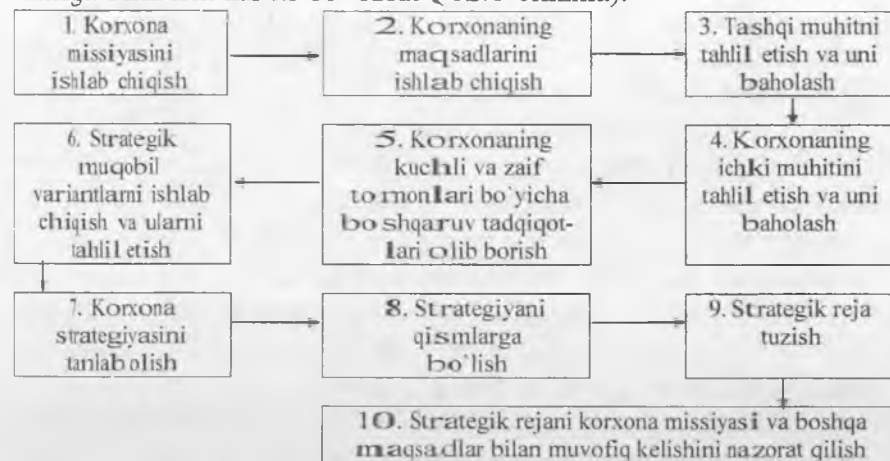 1. Korxona
missiyasini
ishlab chiqish
2. Korxonaning
maqsadlarini
ishlab chiqish
3. Tashqi muhitni
tahlil etish va uni
baholash
4. Korxonaning
ichki muhitini
tahlil etish va uni
baholash
5. Korxonaning
kuchli va zaif
tomonlari bo`yicha
boshqaruv tadqiqot-
lari olib borish
6. Strategik
muqobil
variantlarni ishlab
chiqish va ularni
tahlil etish
7. Korxona
strategiyasini
tanlab olish
8. Strategiyani
qismlarga
bo`lish
9. Strategik reja
tuzish
10. Strategik rejani korxona missiyasi va boshqa
maqsadlar bilan muvofiq kelishini nazorat qilish